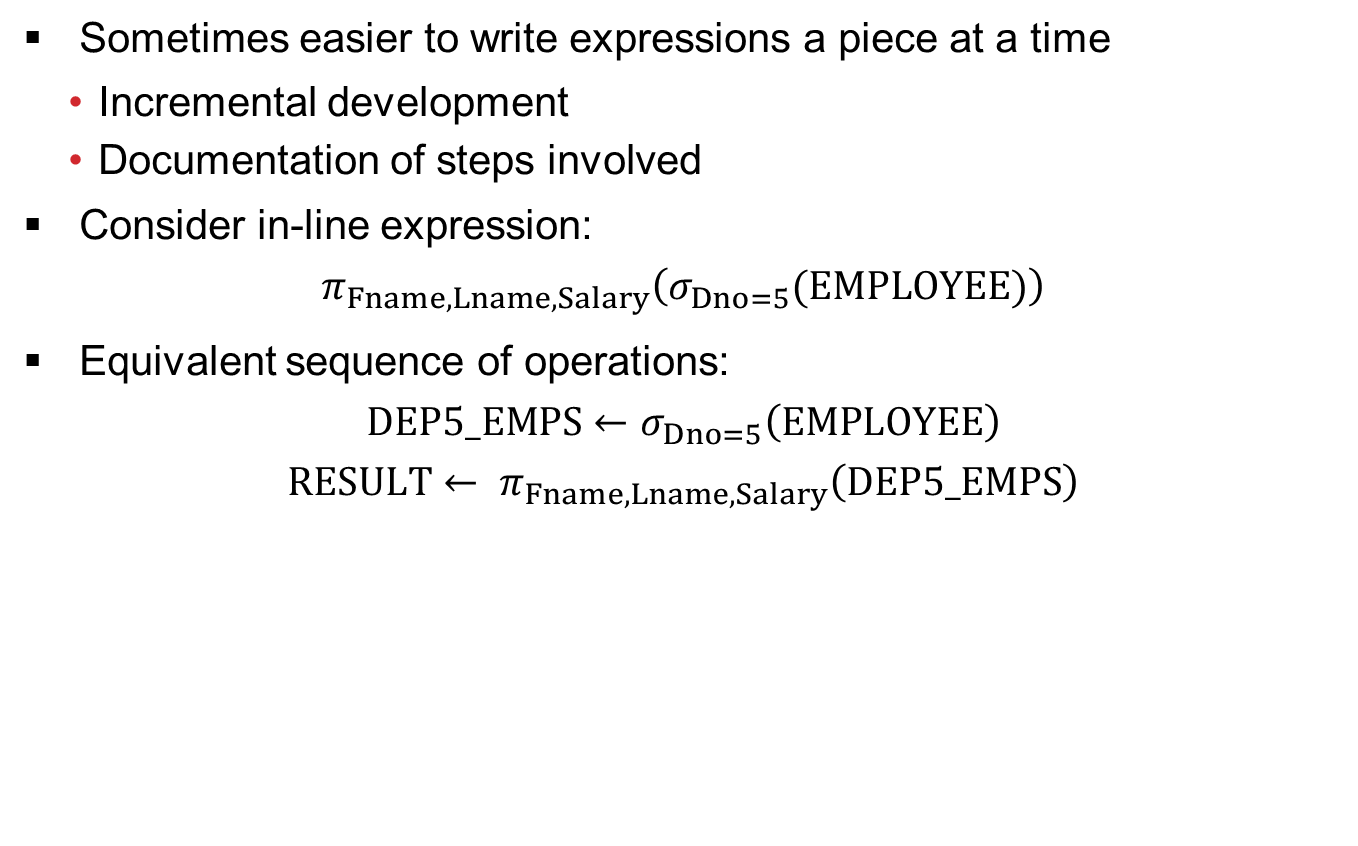 ▪ Sometimes easier to write expressions a piece at a time
• Incremental development
• Documentation of steps involved
▪ Consider in-line expression:
𝜋Fname,Lname,Salary(𝜎Dno=5(EMPLOYEE))
▪ Equivalent sequence of operations:
DEP5_EMPS ← 𝜎Dno=5(EMPLOYEE)
RESULT ← 𝜋Fname,Lname,Salary(DEP5_EMPS)